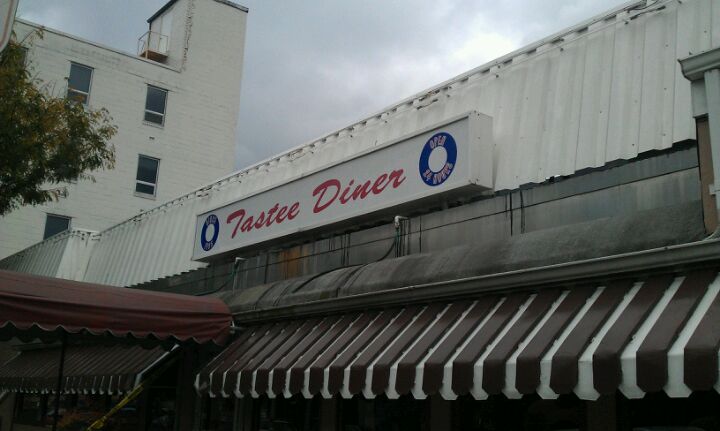 Tastee Diner
OPEN
24 HOURS